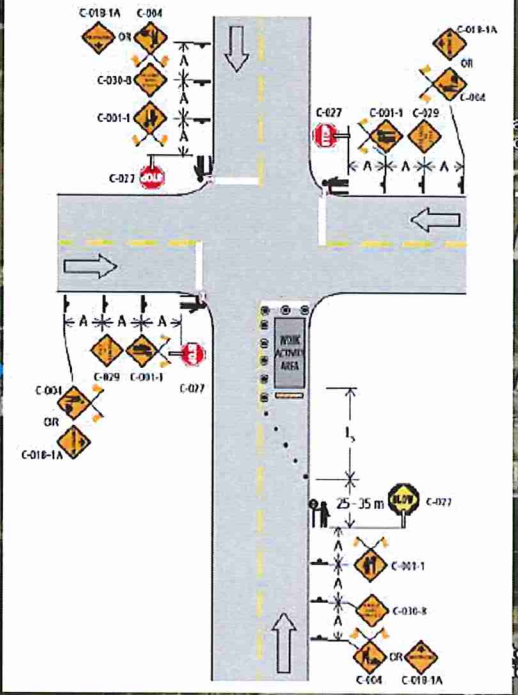 C-018-1A
C-004
OR
A
C-030-8
A
C-001-1
A
C-027
STOP
C-018-1A
OR
C-004
C-027
C-001-1
C-029
A
A
A
A
A
A
C-029
C-001-1
C-027
C-004
OR
C-018-1A
WORK
ACTIVITY
AREA
25-35 m
SLOW
C-027
A
C-001-1
A
C-030-8
A
OR
C-004
C-018-1A